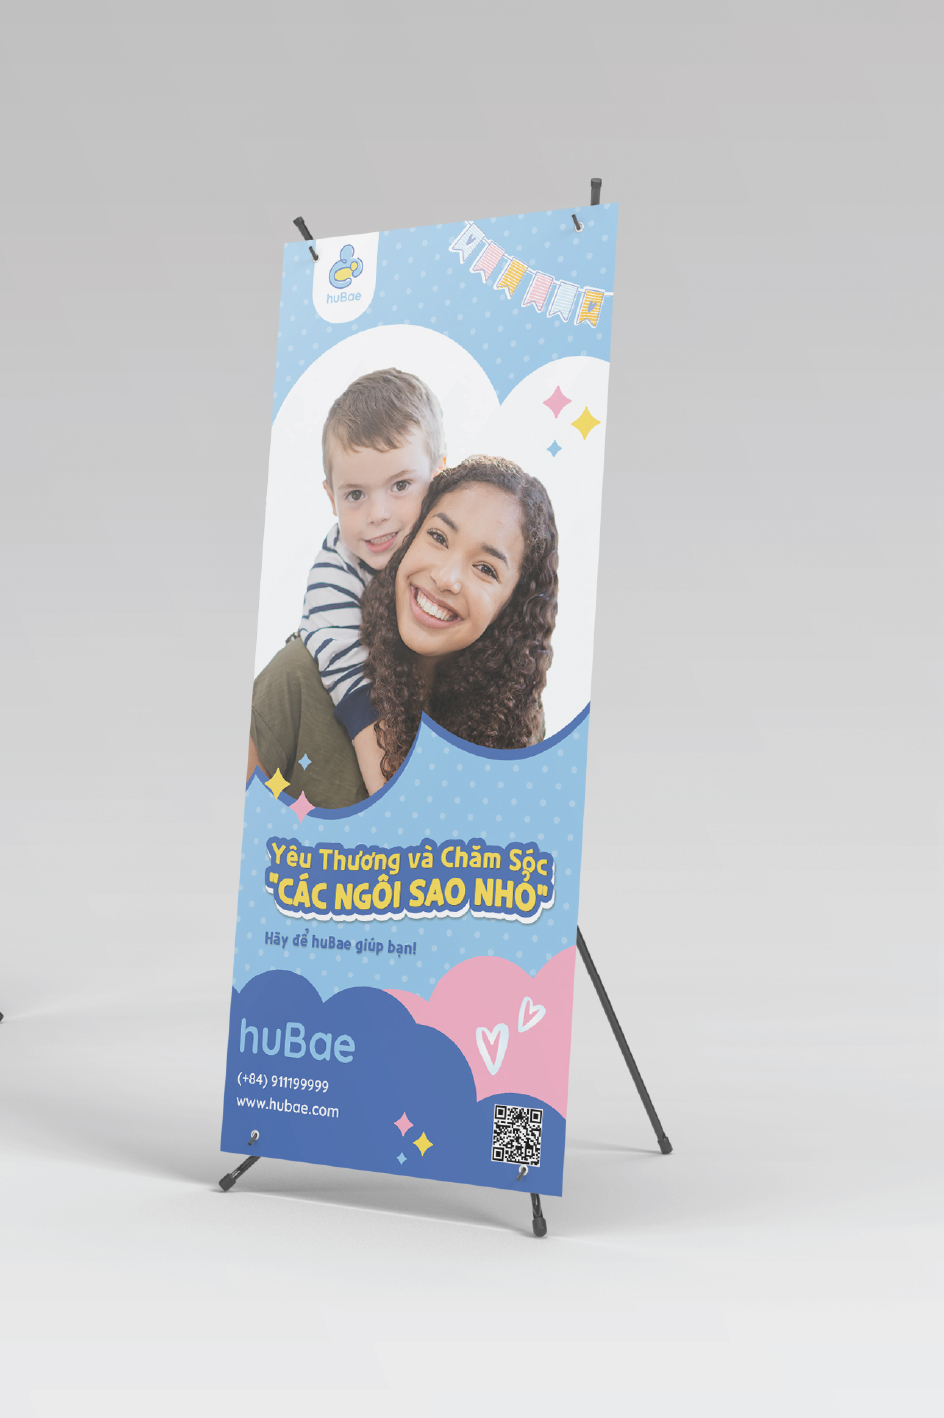 huBae
Yêu Thương và Chăm Sóc
"CÁC NGÔI SAO NHỎ"
Hãy để huBae giúp bạn!
huBae
(+84) 911199999
www.hubae.com